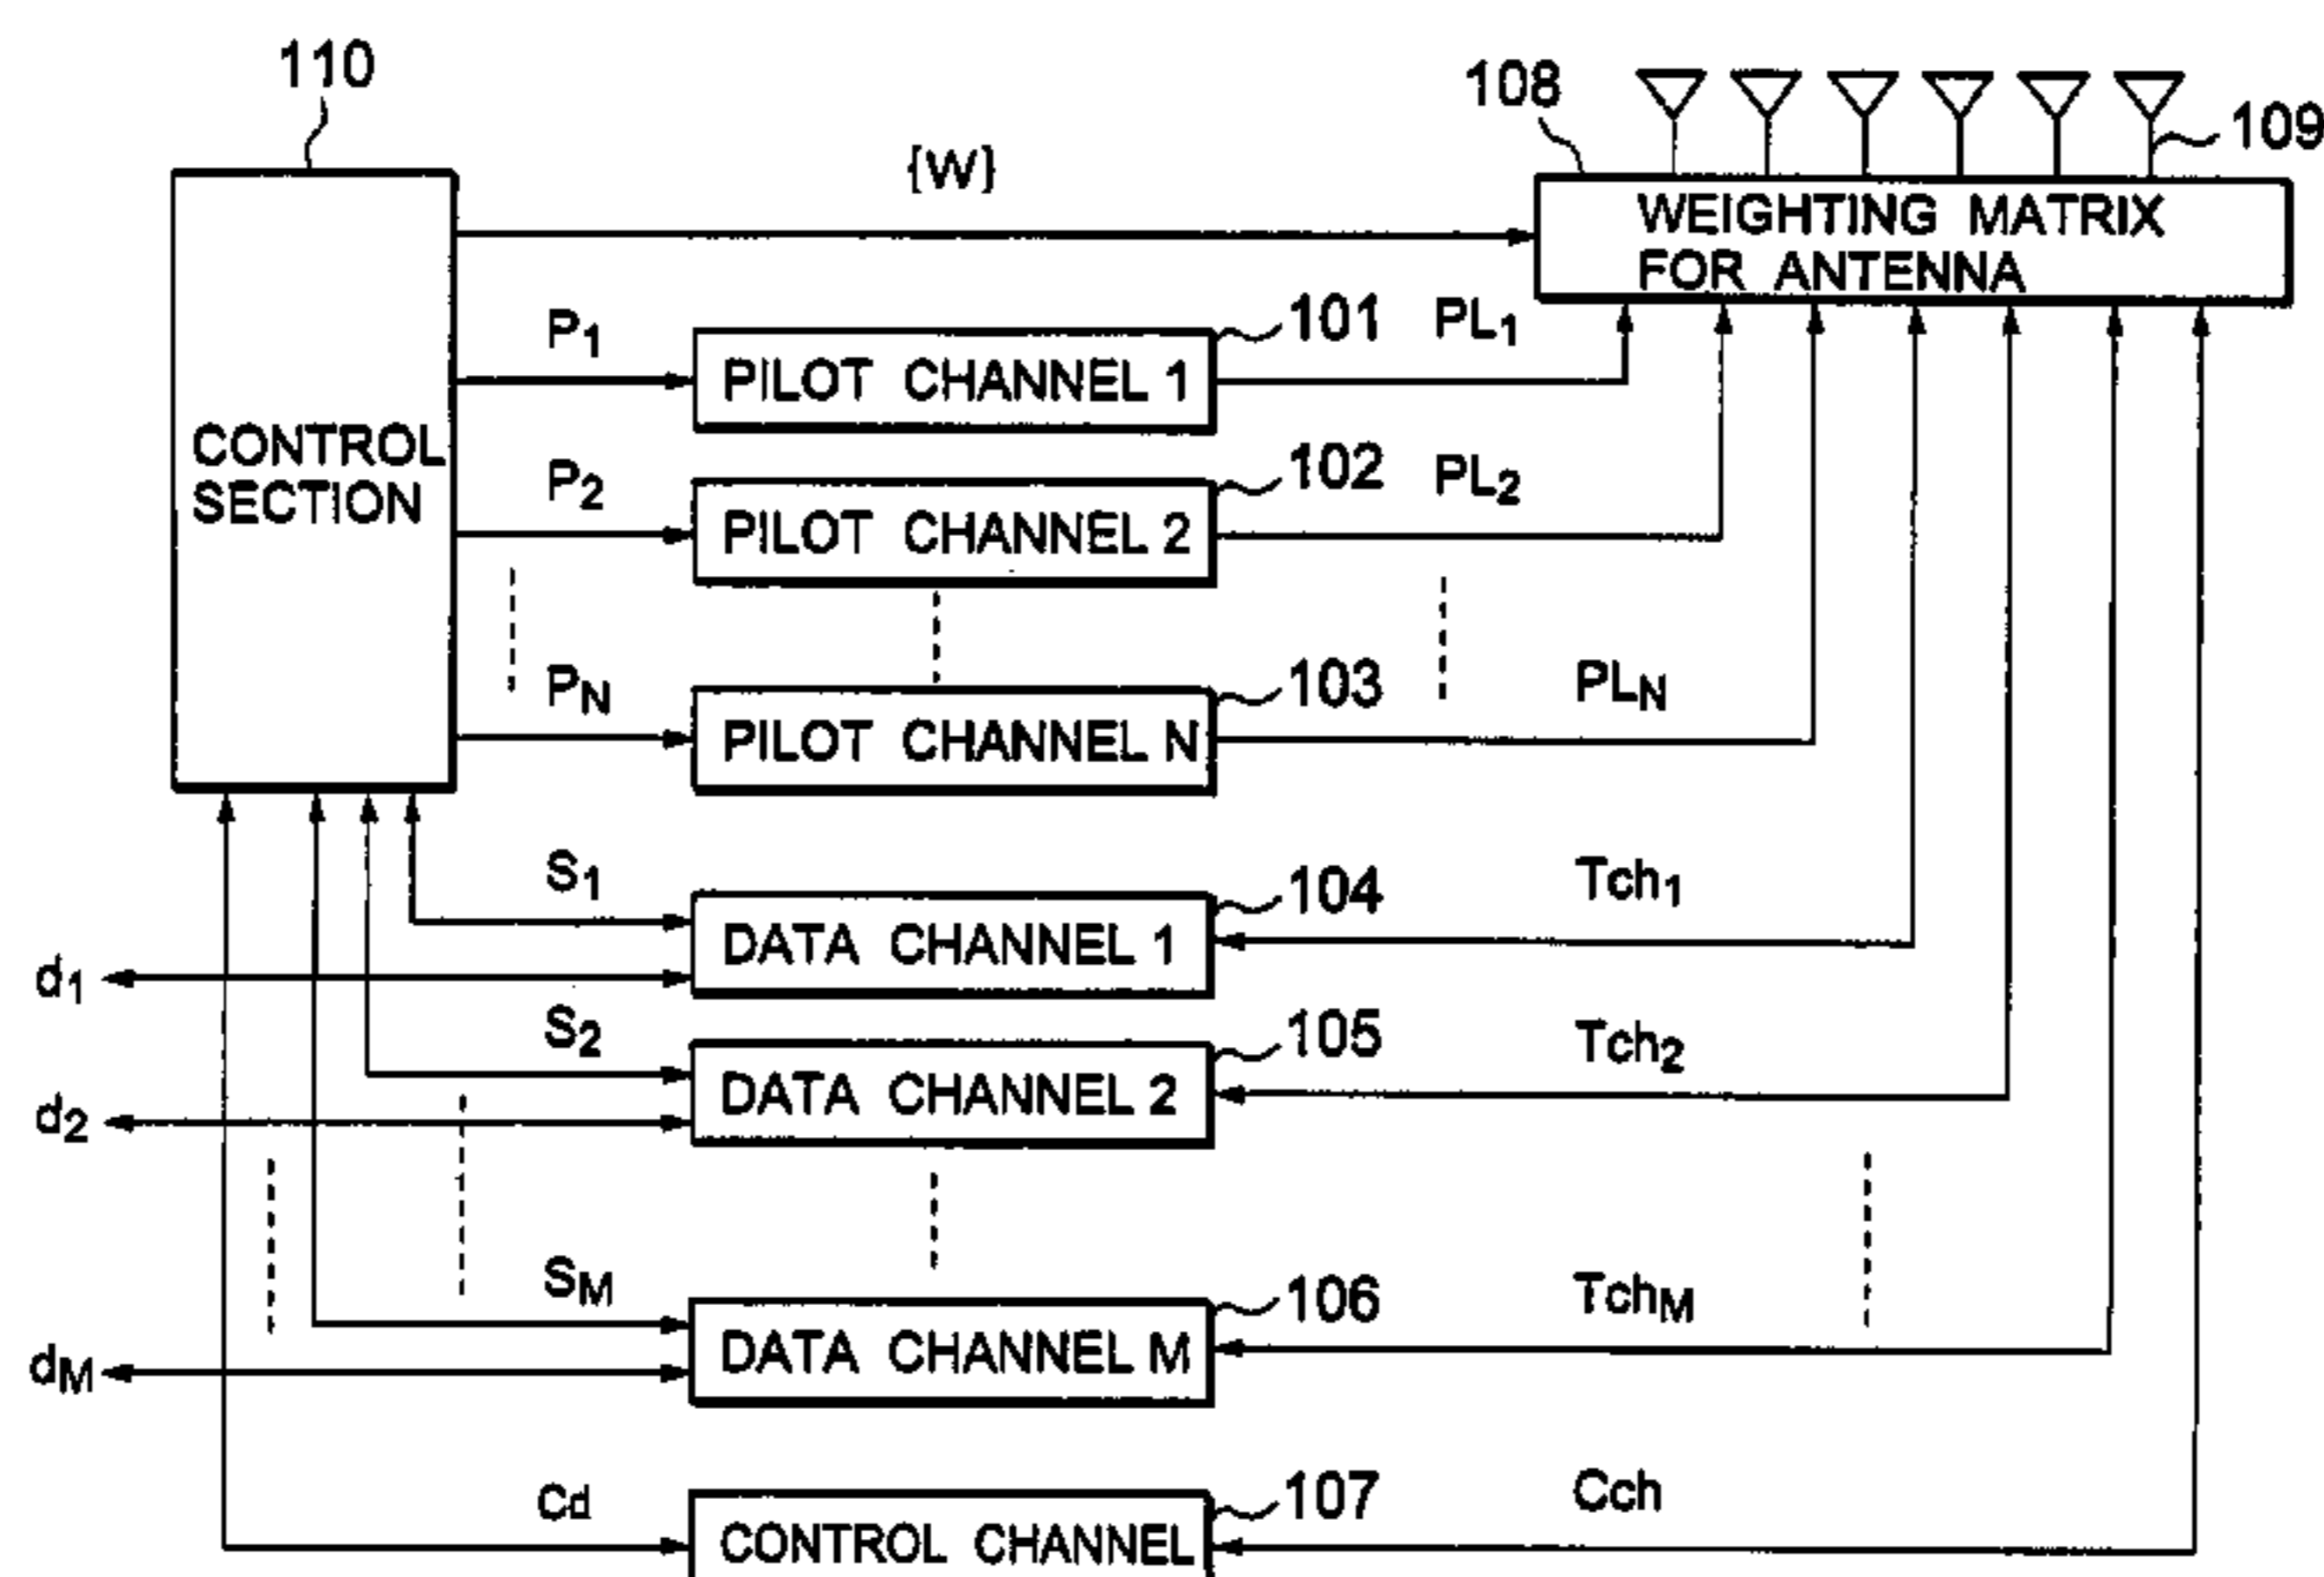 110
108
109
{W}
WEIGHTING MATRIX
FOR ANTENNA
P1
101
PL1
PILOT CHANNEL 1
CONTROL
SECTION
P2
102
PL2
PILOT CHANNEL 2
PN
103
PLN
PILOT CHANNEL N
S1
104
Tch1
DATA CHANNEL 1
d1
S2
105
Tch2
DATA CHANNEL 2
d2
SM
106
TchM
DATA CHANNEL M
dM
Cd
107
Cch
CONTROL CHANNEL